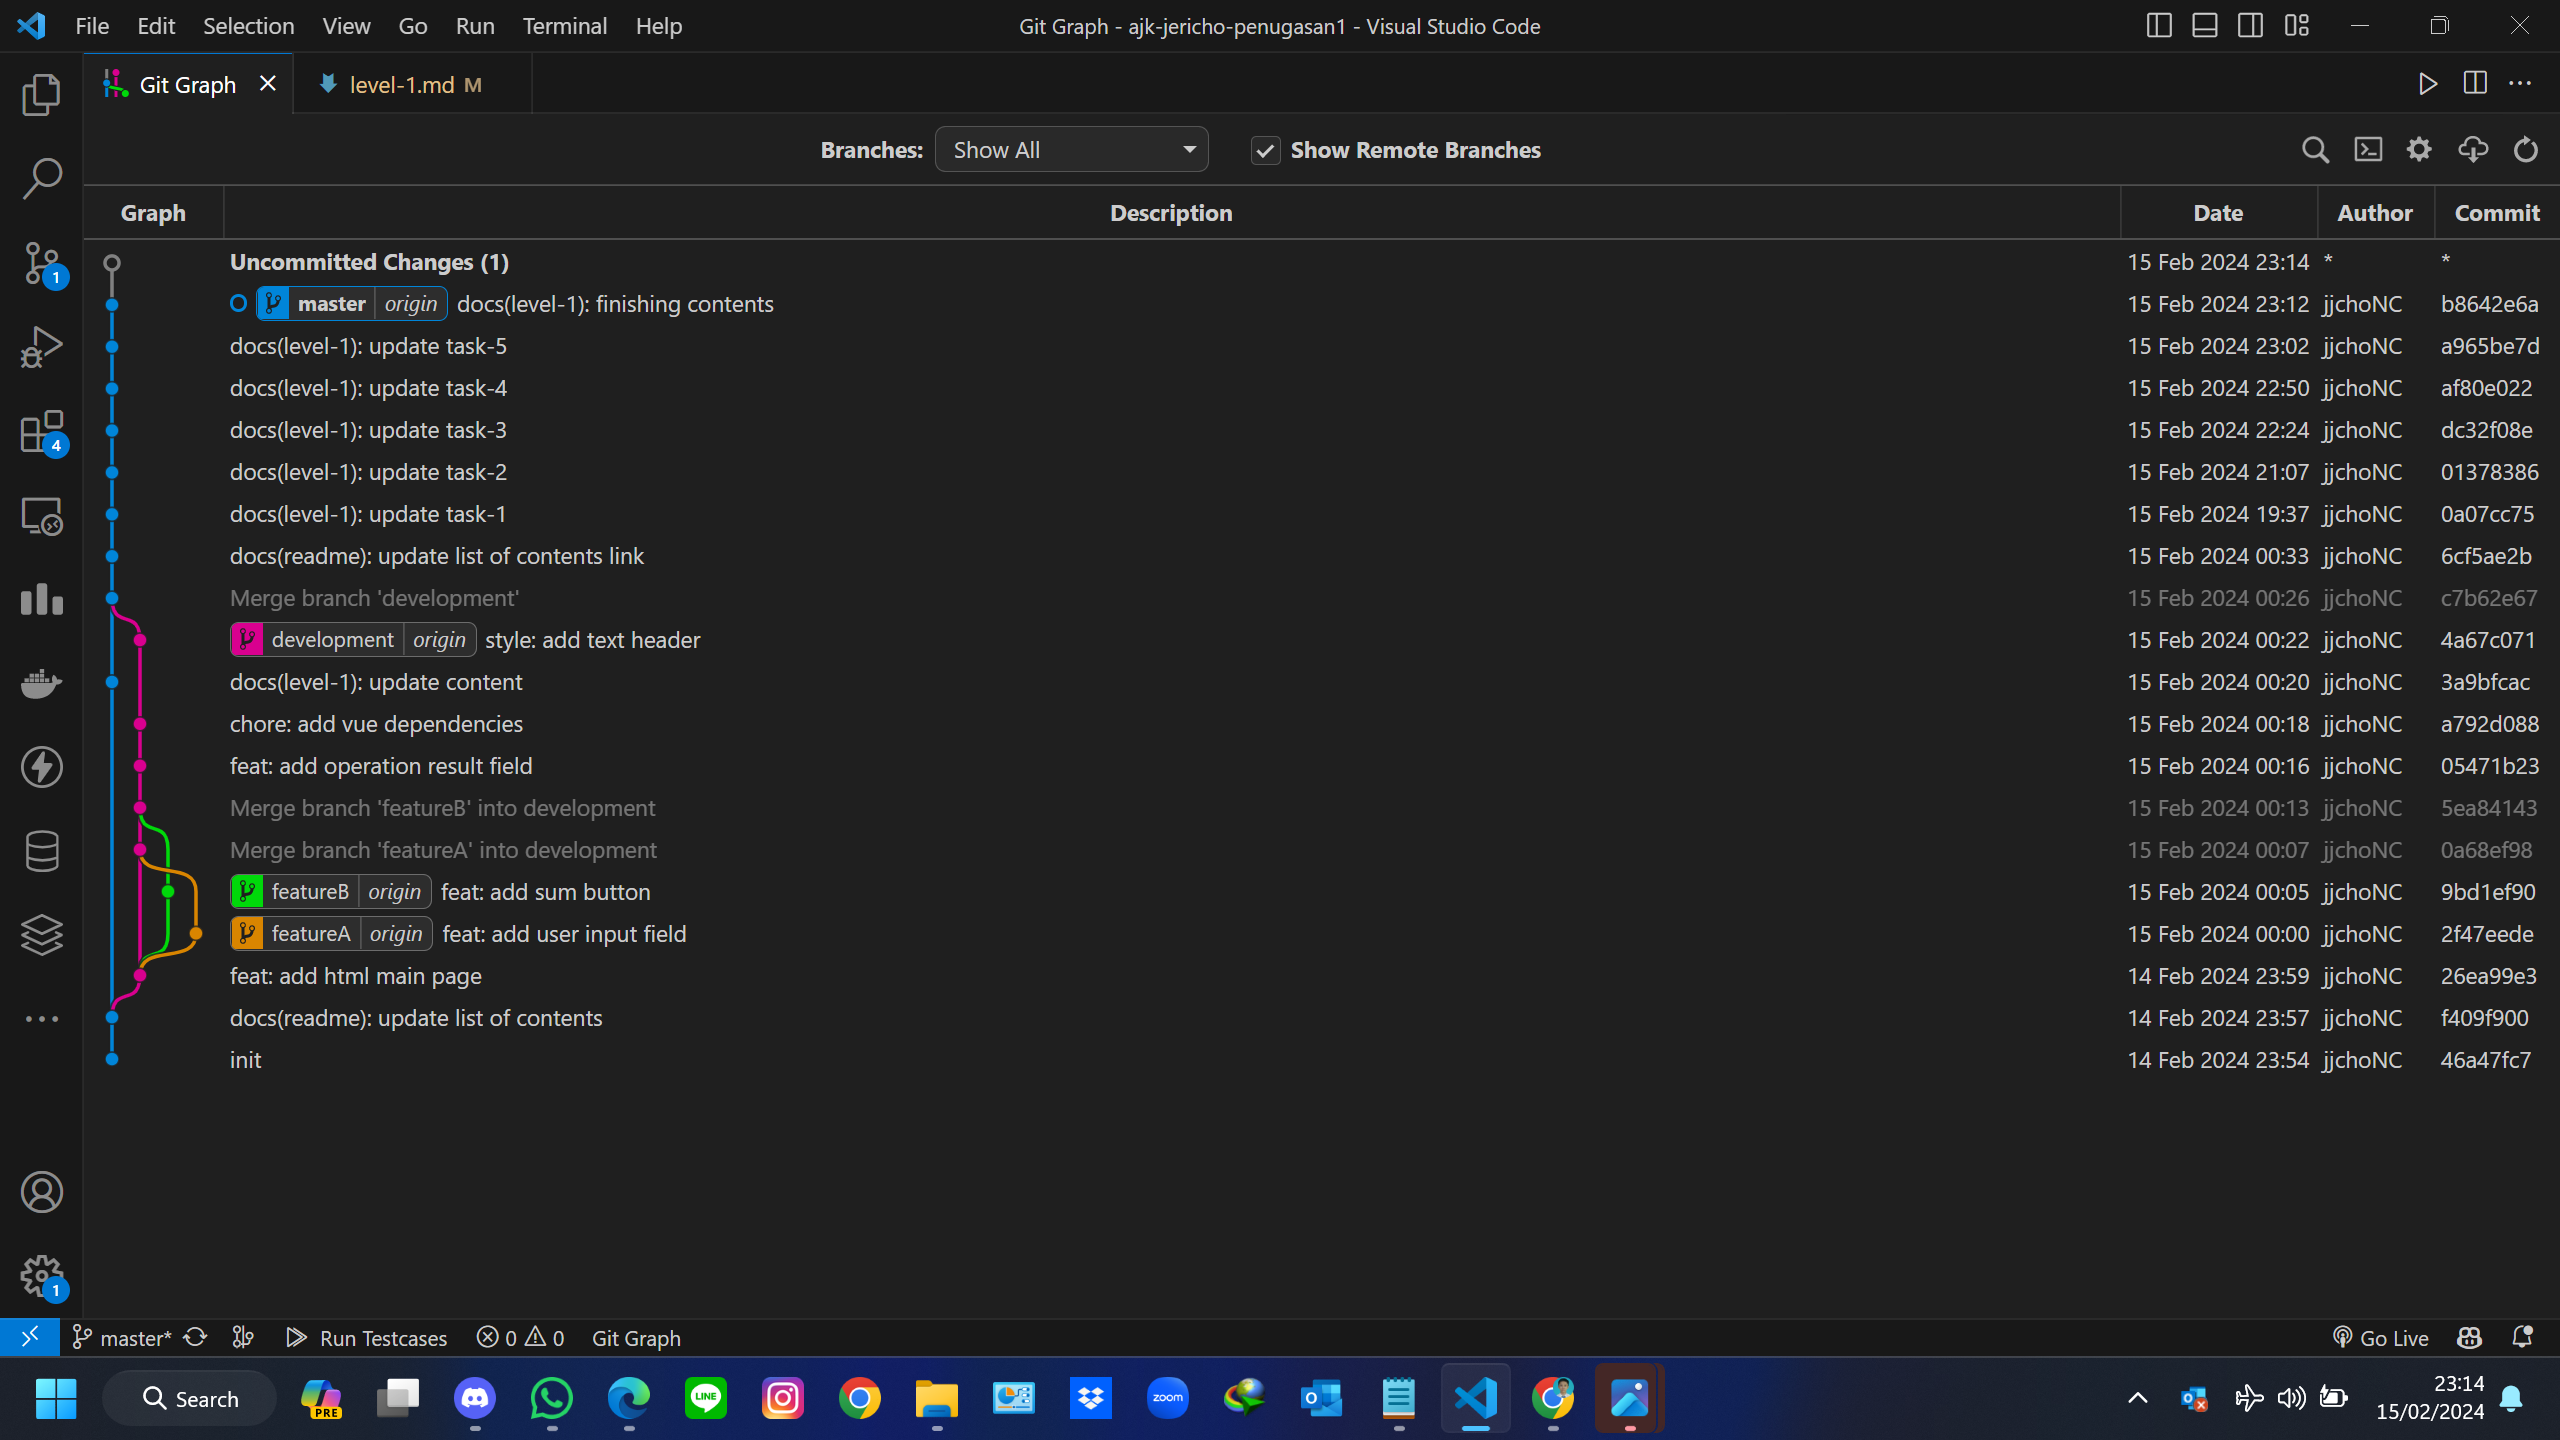 File Edit Selection View Go Run Terminal Help Git Graph - ajk-jericho-penugasan1 - Visual Studio Code
Git Graph level-1.md M
Branches: Show All Show Remote Branches
Graph Description Date Author Commit
Uncommitted Changes (1) 15 Feb 2024 23:14 * *
master origin docs(level-1): finishing contents 15 Feb 2024 23:12 jjchoNC b8642e6a
docs(level-1): update task-5 15 Feb 2024 23:02 jjchoNC a965be7d
docs(level-1): update task-4 15 Feb 2024 22:50 jjchoNC af80e022
docs(level-1): update task-3 15 Feb 2024 22:24 jjchoNC dc32f08e
docs(level-1): update task-2 15 Feb 2024 21:07 jjchoNC 01378386
docs(level-1): update task-1 15 Feb 2024 19:37 jjchoNC 0a07cc75
docs(readme): update list of contents link 15 Feb 2024 00:33 jjchoNC 6cf5ae2b
Merge branch 'development' 15 Feb 2024 00:26 jjchoNC c7b62e67
development origin style: add text header 15 Feb 2024 00:22 jjchoNC 4a67c071
docs(level-1): update content 15 Feb 2024 00:20 jjchoNC 3a9bfcac
chore: add vue dependencies 15 Feb 2024 00:18 jjchoNC a792d088
feat: add operation result field 15 Feb 2024 00:16 jjchoNC 05471b23
Merge branch 'featureB' into development 15 Feb 2024 00:13 jjchoNC 5ea84143
Merge branch 'featureA' into development 15 Feb 2024 00:07 jjchoNC 0a68ef98
featureB origin feat: add sum button 15 Feb 2024 00:05 jjchoNC 9bd1ef90
featureA origin feat: add user input field 15 Feb 2024 00:00 jjchoNC 2f47eede
feat: add html main page 14 Feb 2024 23:59 jjchoNC 26ea99e3
docs(readme): update list of contents 14 Feb 2024 23:57 jjchoNC f409f900
init 14 Feb 2024 23:54 jjchoNC 46a47fc7
1
4
1
master* Run Testcases 0 0 Git Graph Go Live
Search PRE LINE zoom 23:14
15/02/2024